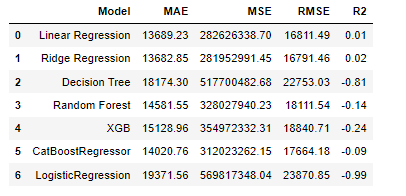 Model MAE MSE RMSE R2
0 Linear Regression 13689.23 282626338.70 16811.49 0.01
1 Ridge Regression 13682.85 281952991.45 16791.46 0.02
2 Decision Tree 18174.30 517700482.68 22753.03 -0.81
3 Random Forest 14581.55 328027940.23 18111.54 -0.14
4 XGB 15128.96 354972332.31 18840.71 -0.24
5 CatBoostRegressor 14020.76 312023262.15 17664.18 -0.09
6 LogisticRegression 19371.56 569817348.04 23870.85 -0.99